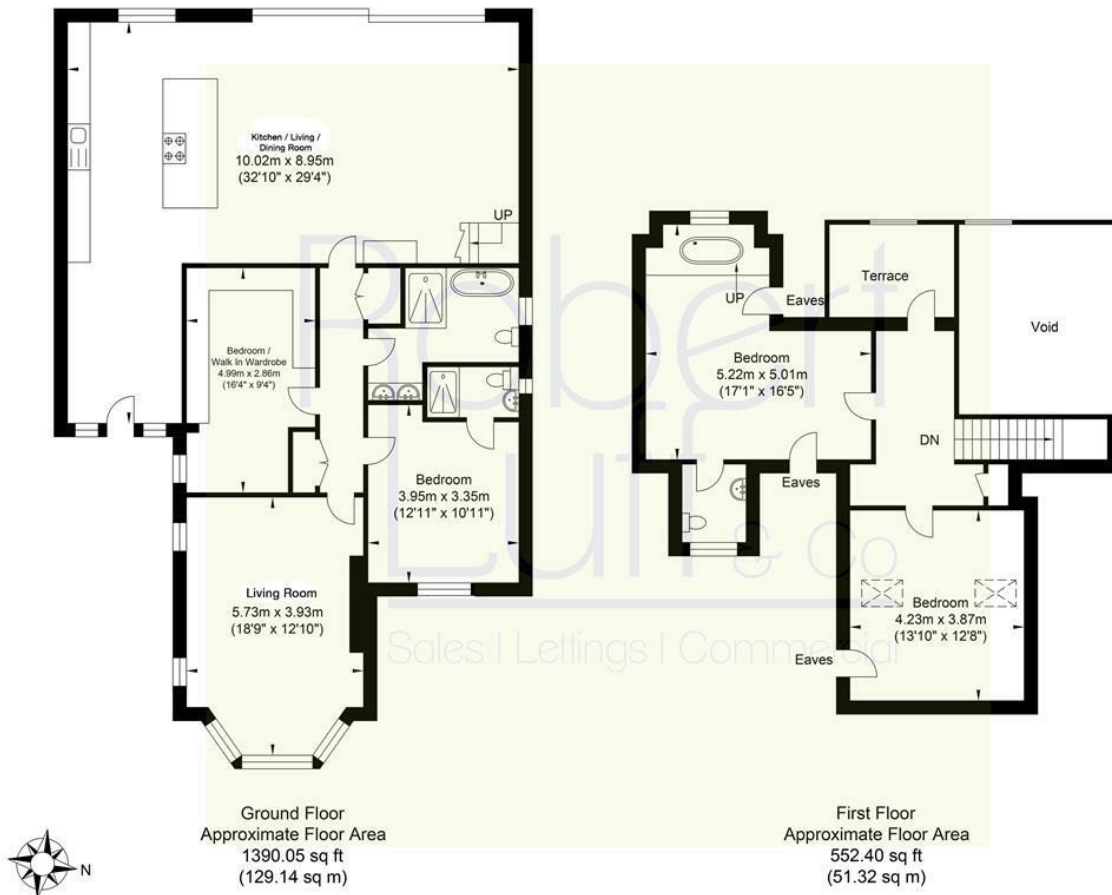 Kitchen / Living /
Dining Room
10.02m x 8.95m
(32'10" x 29'4")
UP
Bedroom /
Walk In Wardrobe
4.99m x 2.86m
(16'4" x 9'4")
Bedroom
3.95m x 3.35m
(12'11" x 10'11")
Living Room
5.73m x 3.93m
(18'9" x 12'10")
Terrace
UP
Eaves
Void
Bedroom
5.22m x 5.01m
(17'1" x 16'5")
DN
Eaves
Bedroom
4.23m x 3.87m
(13'10" x 12'8")
Eaves
Robert
Luff
& Co
Sales | Lettings | Commercial
N
Ground Floor
Approximate Floor Area
1390.05 sq ft
(129.14 sq m)
First Floor
Approximate Floor Area
552.40 sq ft
(51.32 sq m)